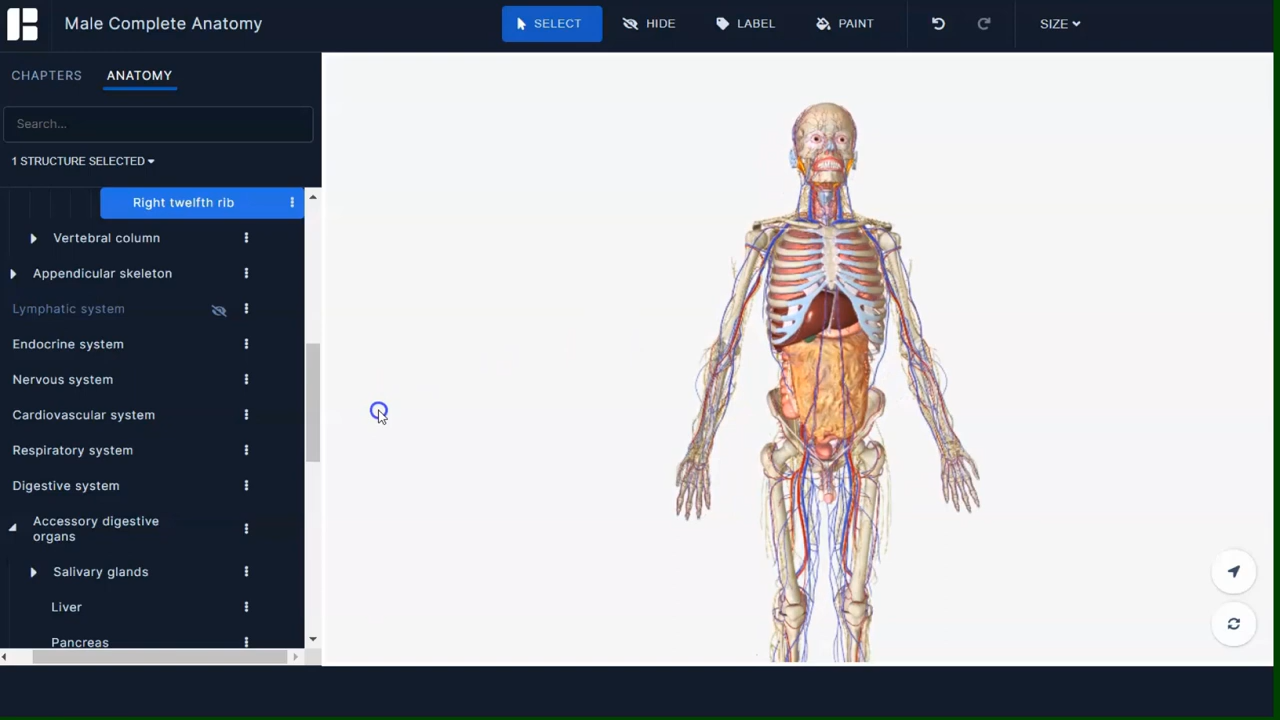 Male Complete Anatomy
SELECT
HIDE
LABEL
PAINT
SIZE
CHAPTERS
ANATOMY
Search...
1 STRUCTURE SELECTED
Right twelfth rib
Vertebral column
Appendicular skeleton
Lymphatic system
Endocrine system
Nervous system
Cardiovascular system
Respiratory system
Digestive system
Accessory digestive
organs
Salivary glands
Liver
Pancreas